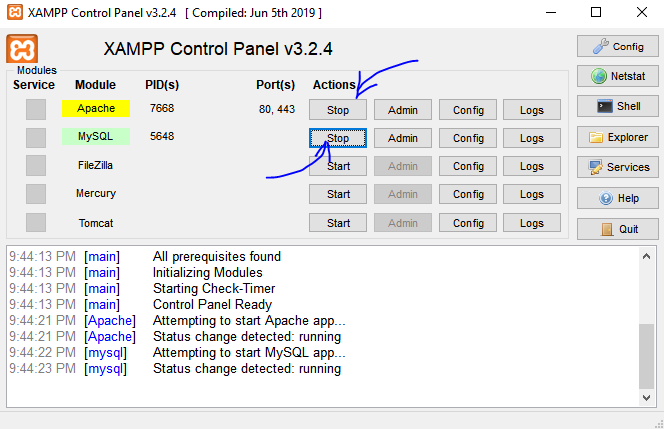 XAMPP Control Panel v3.2.4 [ Compiled: Jun 5th 2019 ]
XAMPP Control Panel v3.2.4
Config
Modules
Service Module PID(s) Port(s) Actions
Netstat
Apache 7668 80, 443 Stop Admin Config Logs
Shell
MySQL 5648 Stop Admin Config Logs
Explorer
FileZilla Start Admin Config Logs
Services
Mercury Start Admin Config Logs
Help
Tomcat Start Admin Config Logs
Quit
9:44:13 PM [main] All prerequisites found
9:44:13 PM [main] Initializing Modules
9:44:13 PM [main] Starting Check-Timer
9:44:13 PM [main] Control Panel Ready
9:44:21 PM [Apache] Attempting to start Apache app...
9:44:21 PM [Apache] Status change detected: running
9:44:22 PM [mysql] Attempting to start MySQL app...
9:44:23 PM [mysql] Status change detected: running